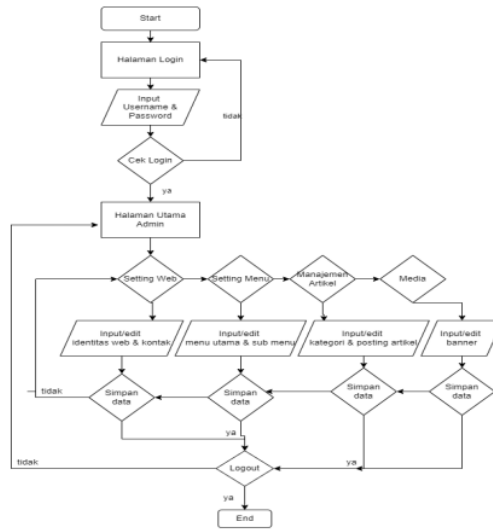 Start
Halaman Login
Input
Username &
Password
tidak
Cek Login
ya
Halaman Utama
Admin
Setting Web
Setting Menu
Manajemen
Artikel
Media
Input/edit
identitas web & kontak
Input/edit
menu utama & sub menu
Input/edit
kategori & posting artikel
Input/edit
banner
tidak
Simpan
data
Simpan
data
Simpan
data
Simpan
data
ya
tidak
Logout
ya
ya
End